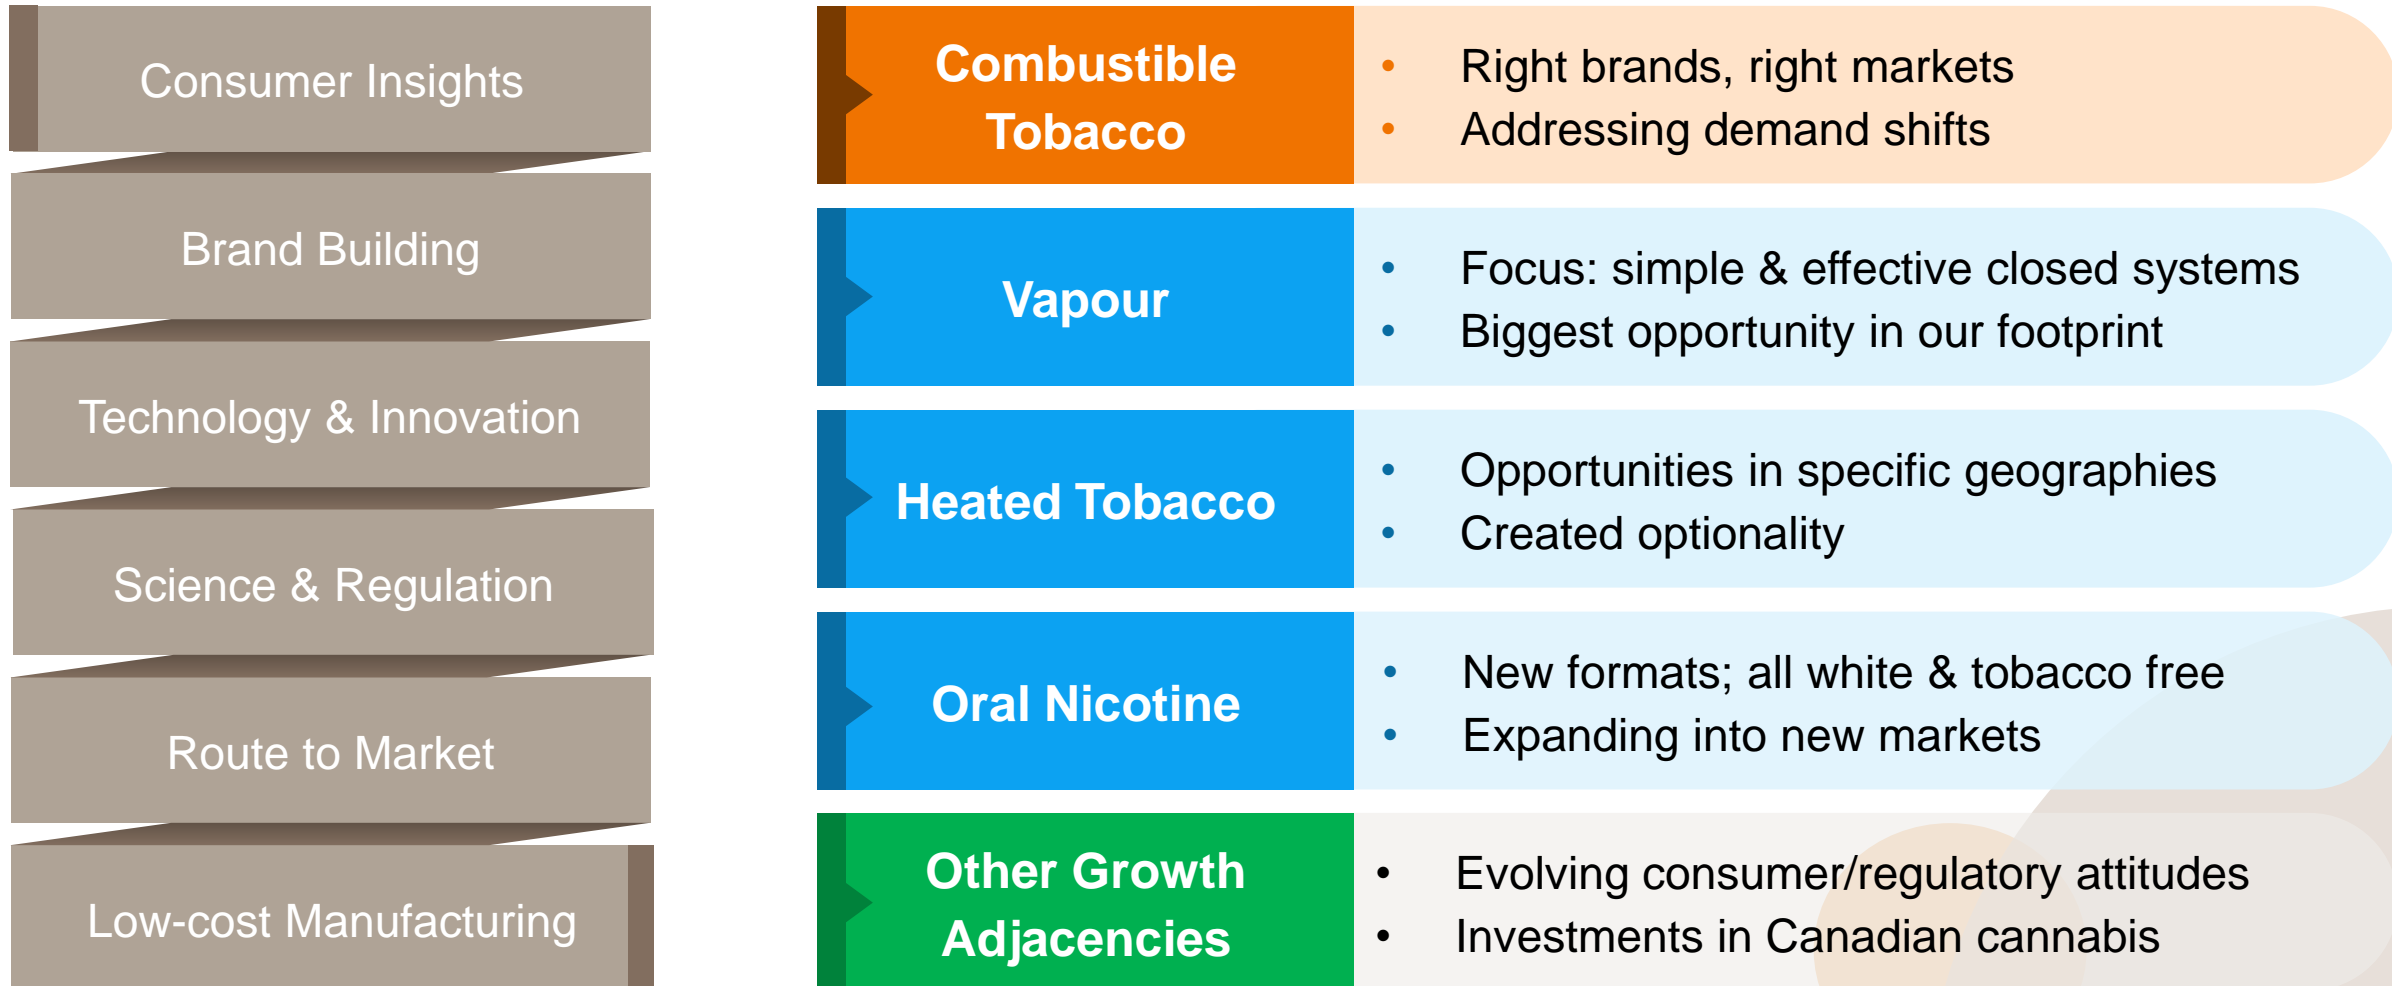 Consumer Insights
Brand Building
Technology & Innovation
Science & Regulation
Route to Market
Low-cost Manufacturing
Combustible
Tobacco
• Right brands, right markets
• Addressing demand shifts
Vapour
• Focus: simple & effective closed systems
• Biggest opportunity in our footprint
Heated Tobacco
• Opportunities in specific geographies
• Created optionality
Oral Nicotine
• New formats; all white & tobacco free
• Expanding into new markets
Other Growth
Adjacencies
• Evolving consumer/regulatory attitudes
• Investments in Canadian cannabis